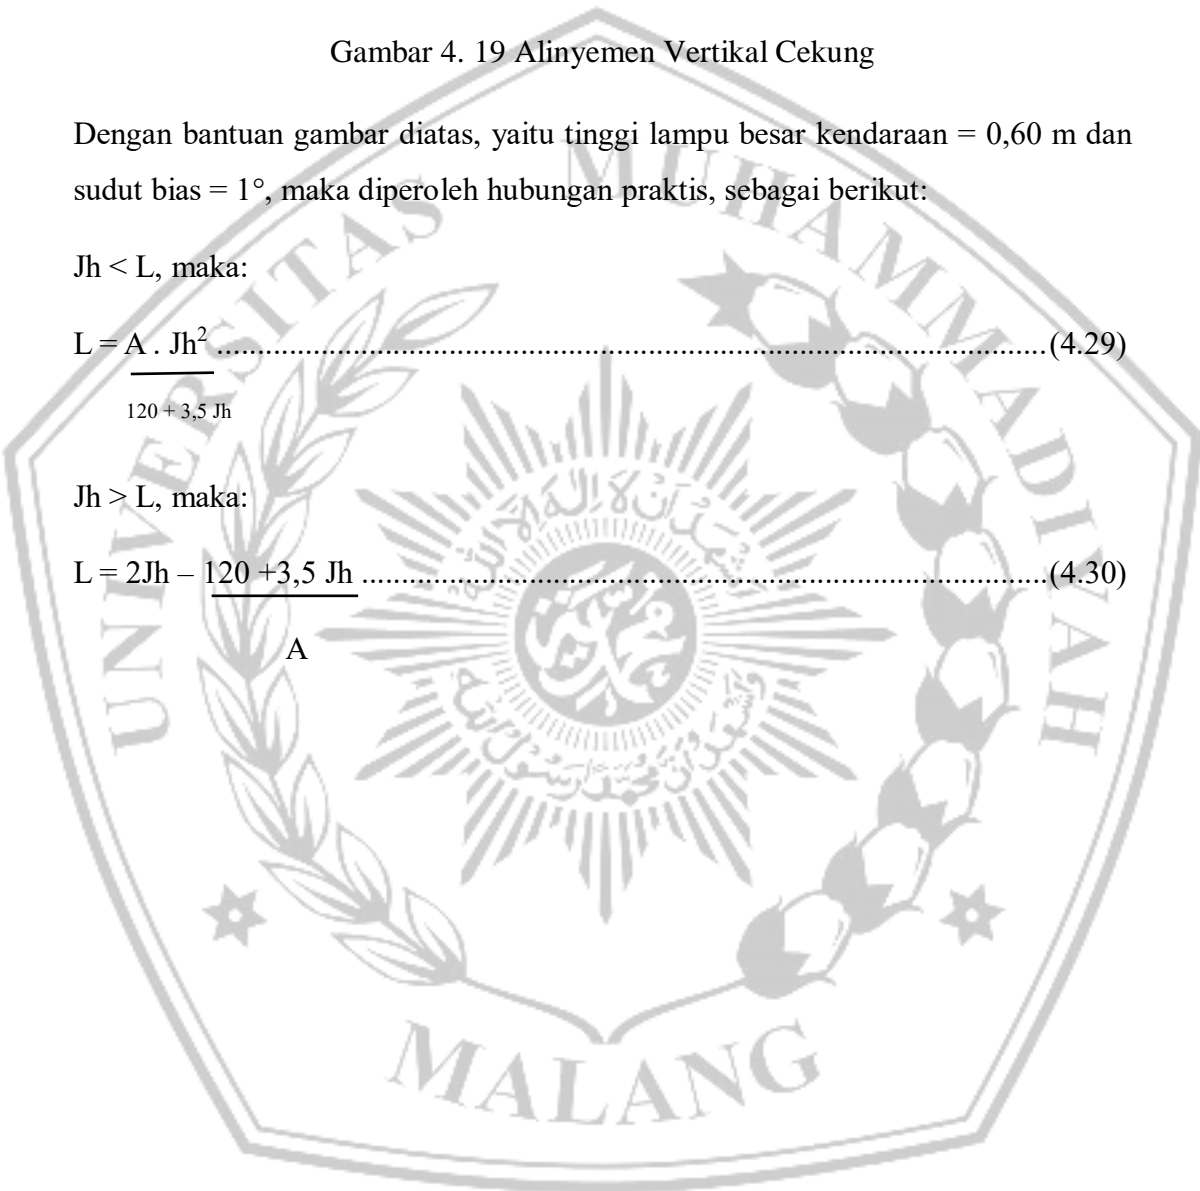 Gambar 4. 19 Alinyemen Vertikal Cekung
Dengan bantuan gambar diatas, yaitu tinggi lampu besar kendaraan = 0,60 m dan
sudut bias = 1°, maka diperoleh hubungan praktis, sebagai berikut:
Jh < L, maka:
L = A . Jh² ........................................................................................................(4.29)
120 + 3,5 Jh
Jh > L, maka:
L = 2Jh – 120 +3,5 Jh ......................................................................................(4.30)
A
UNIVERSITAS MUHAMMADIYAH
MALANG